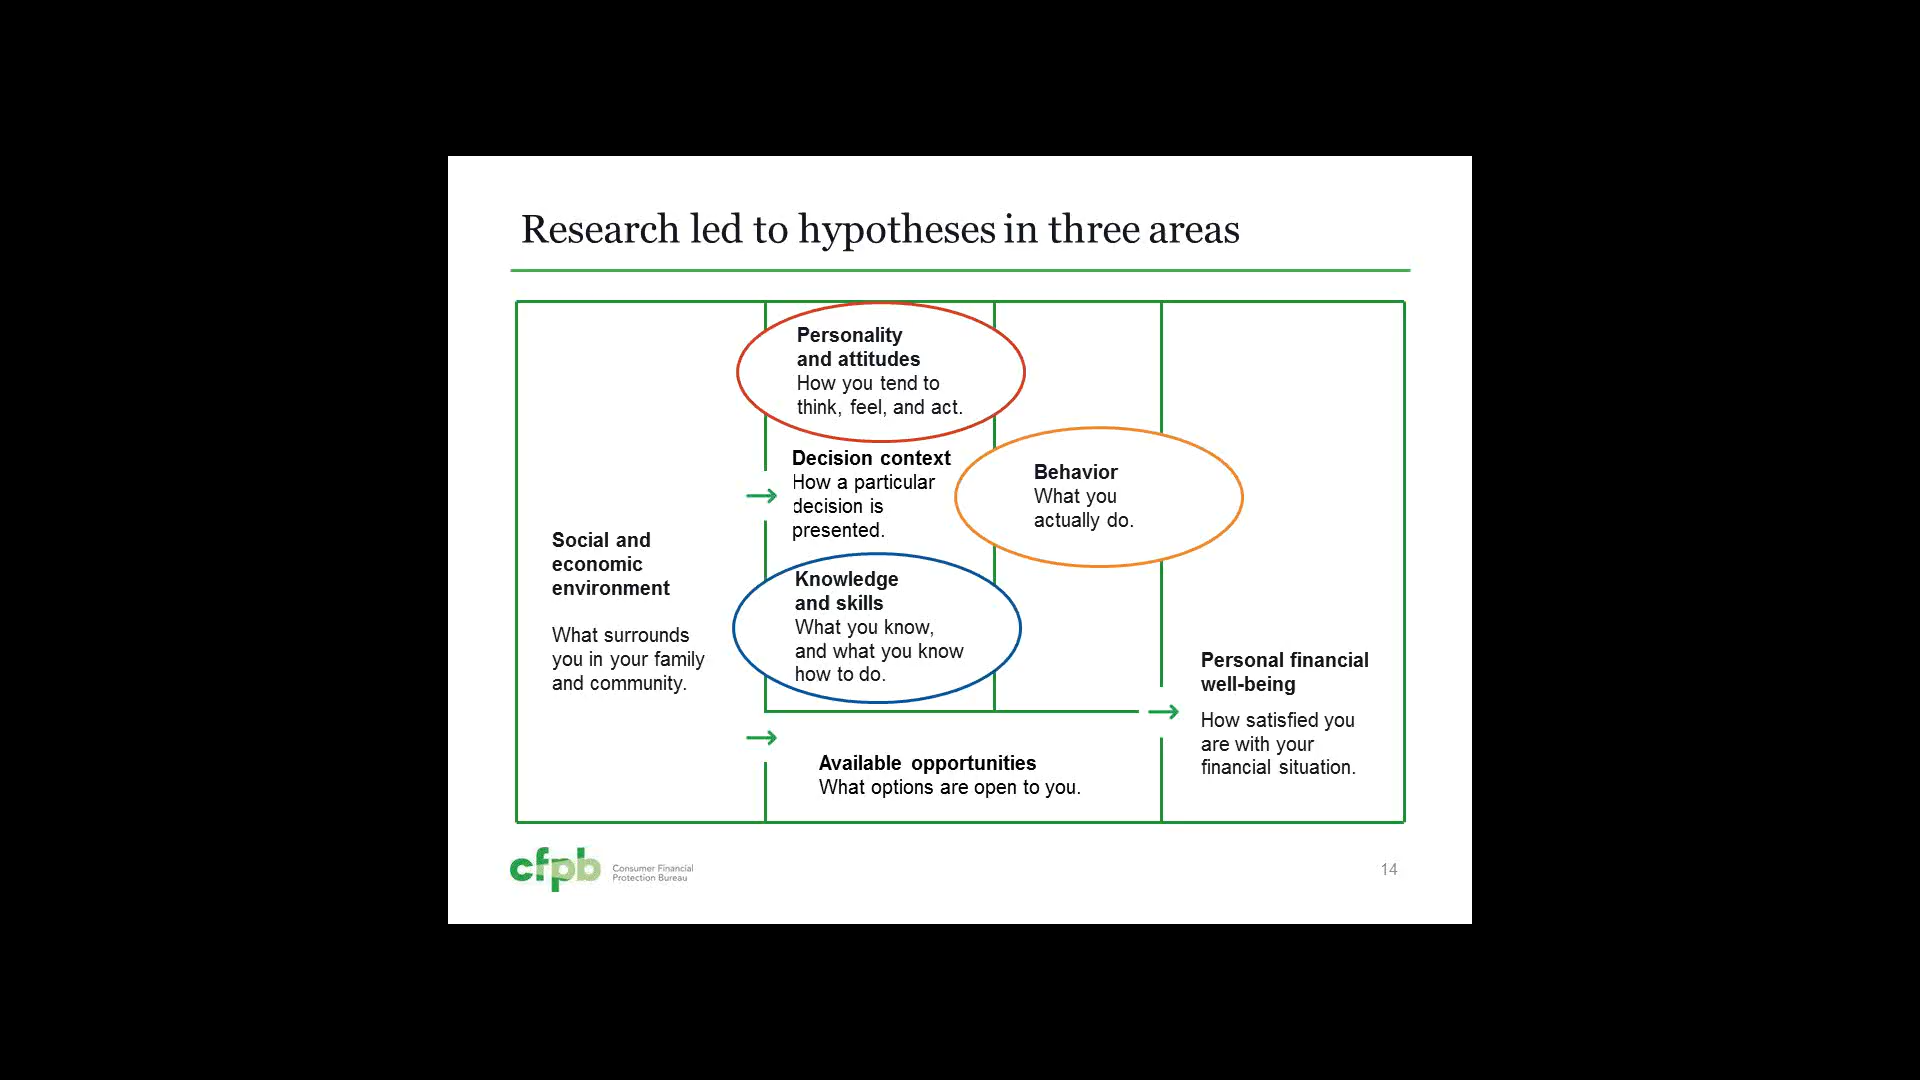 Research led to hypotheses in three areas
Social and
economic
environment
What surrounds
you in your family
and community.
Personality
and attitudes
How you tend to
think, feel, and act.
Decision context
How a particular
decision is
presented.
Knowledge
and skills
What you know,
and what you know
how to do.
Behavior
What you
actually do.
Available opportunities
What options are open to you.
Personal financial
well-being
How satisfied you
are with your
financial situation.
cfpb
Consumer Financial
Protection Bureau
14